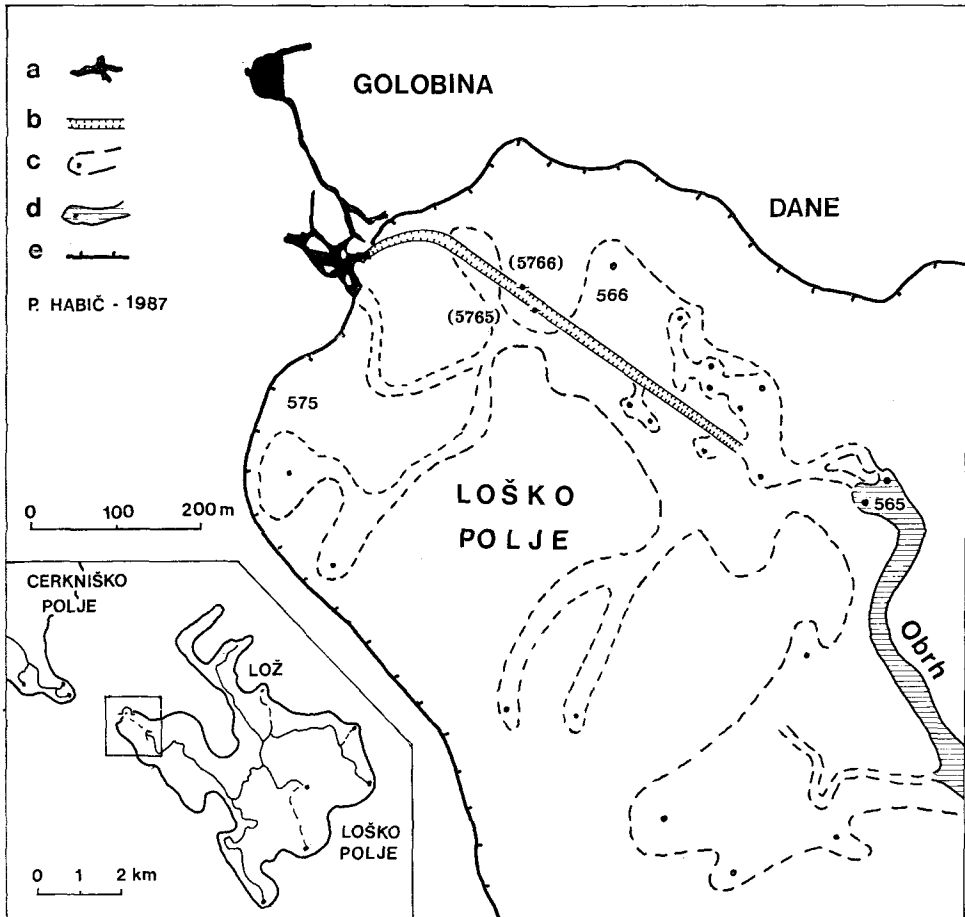 a
b
c
d
e
P. HABIČ - 1987
GOLOBINA
DANE
(5766)
566
(5765)
575
LOŠKO
POLJE
565
Obrh
0 100 200 m
CERKNIŠKO
POLJE
LOŽ
LOŠKO
POLJE
0 1 2 km